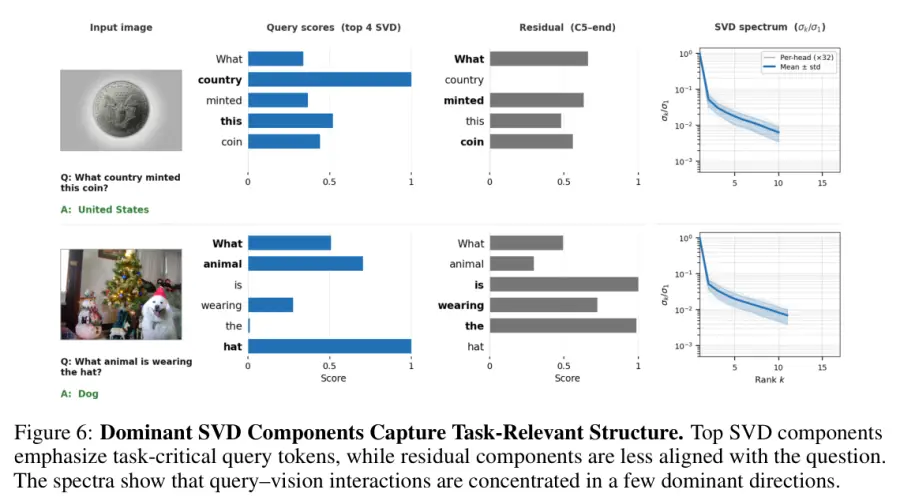 Input image
Query scores (top 4 SVD)
Residual (C5–end)
SVD spectrum (σₖ/σ₁)
What
country
minted
this
coin
0
0.5
1
What
country
minted
this
coin
0
0.5
1
σₖ/σ₁
10⁰
10⁻¹
10⁻²
10⁻³
Per-head (×32)
Mean ± std
5
10
15
Q: What country minted
this coin?
A: United States
What
animal
is
wearing
the
hat
0
0.5
1
Score
What
animal
is
wearing
the
hat
0
0.5
1
Score
σₖ/σ₁
10⁰
10⁻¹
10⁻²
10⁻³
5
10
15
Rank k
Q: What animal is wearing
the hat?
A: Dog
Figure 6: Dominant SVD Components Capture Task-Relevant Structure. Top SVD components
emphasize task-critical query tokens, while residual components are less aligned with the question.
The spectra show that query–vision interactions are concentrated in a few dominant directions.